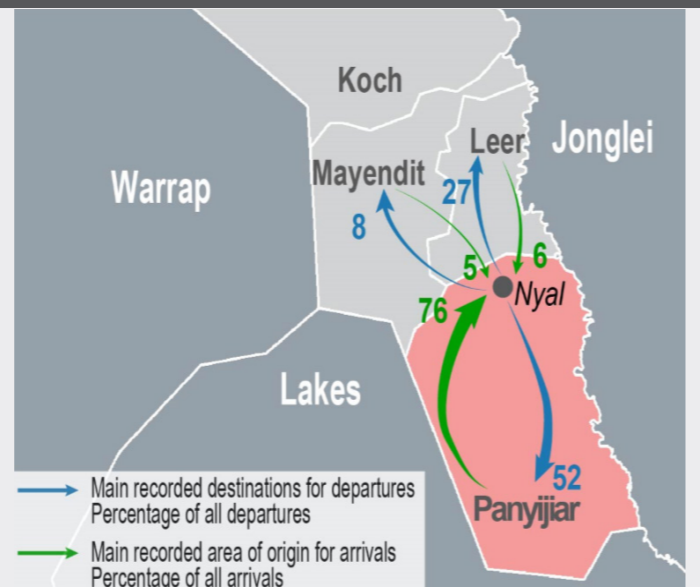 Koch
Leer
Jonglei
Mayendit
Warrap
27
8
5
6
Nyal
76
Lakes
52
Panyijiar
Main recorded destinations for departures
Percentage of all departures
Main recorded area of origin for arrivals
Percentage of all arrivals